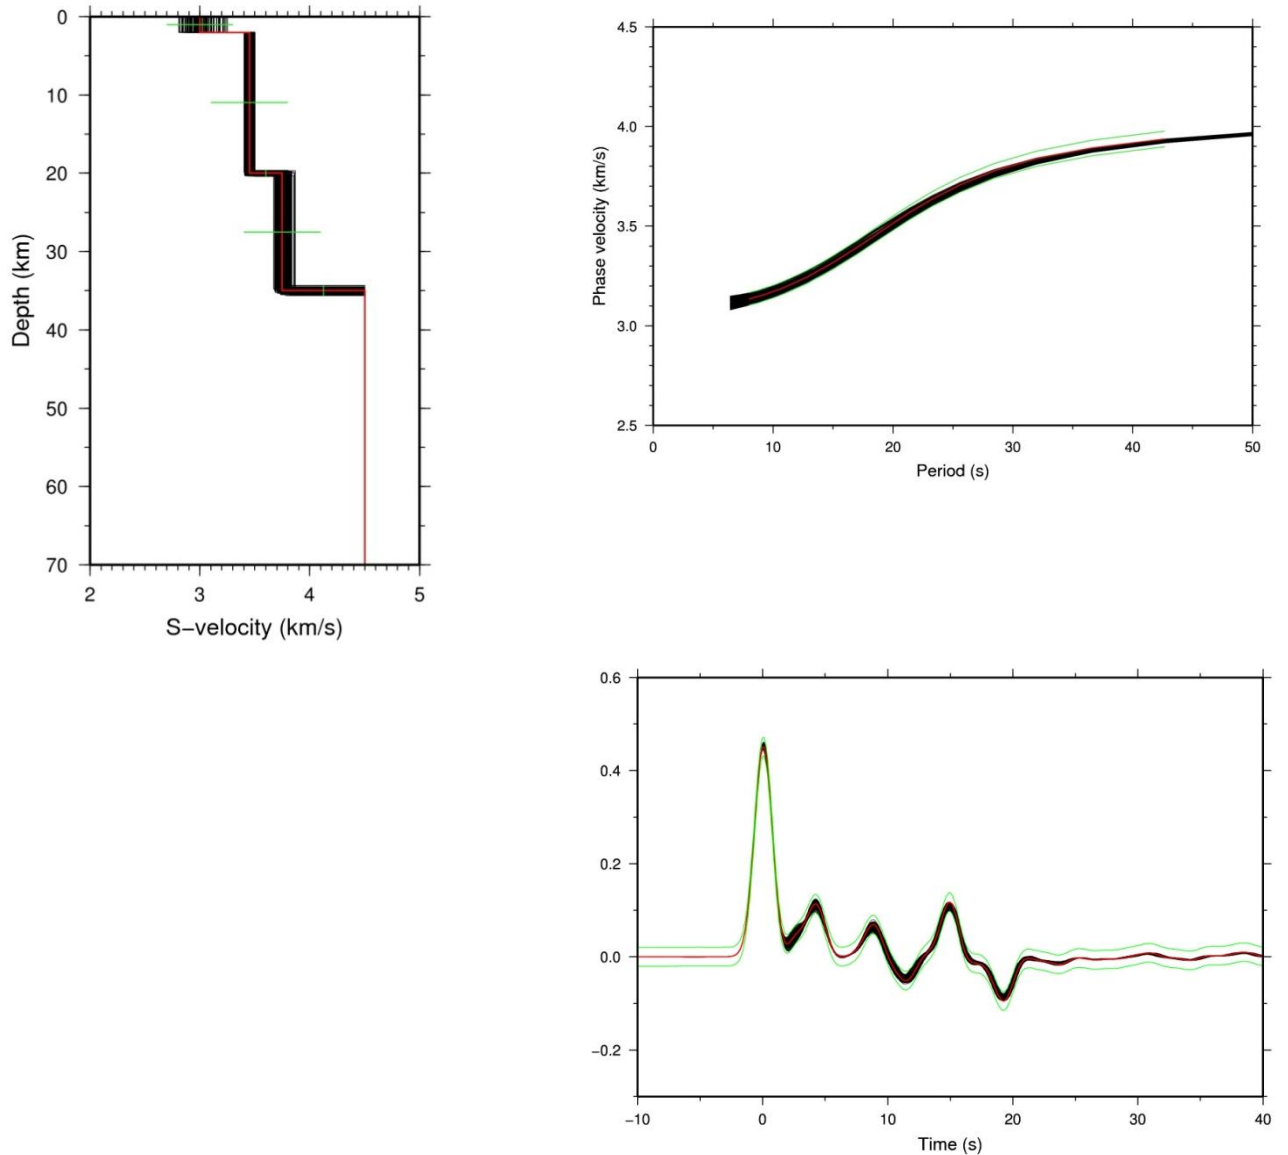 0
10
20
30
40
50
60
70
Depth (km)
2 3 4 5
S−velocity (km/s)
4.5
4.0
3.5
3.0
2.5
Phase velocity (km/s)
0 10 20 30 40 50
Period (s)
0.6
0.4
0.2
0.0
−0.2
−10 0 10 20 30 40
Time (s)